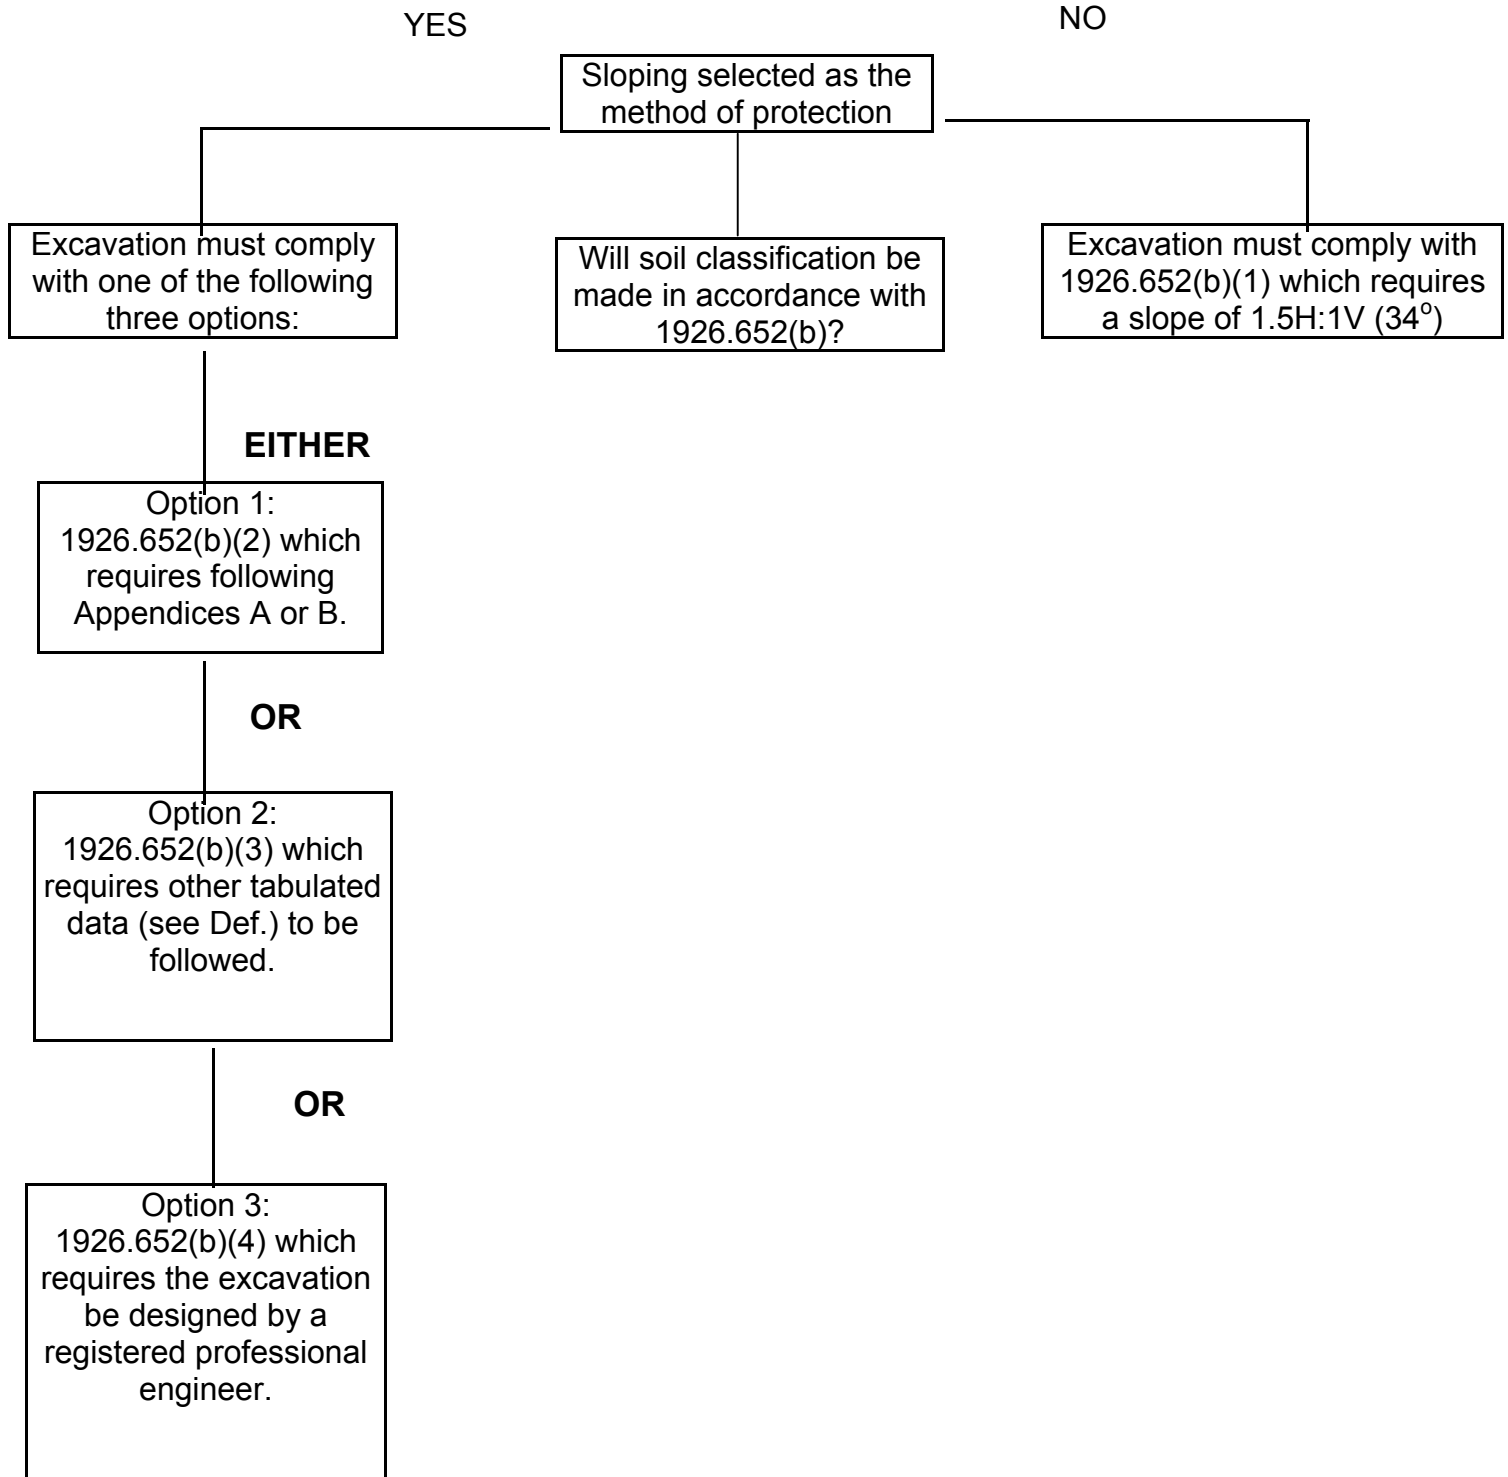 YES
NO
Sloping selected as the
method of protection
Excavation must comply
with one of the following
three options:
Will soil classification be
made in accordance with
1926.652(b)?
Excavation must comply with
1926.652(b)(1) which requires
a slope of 1.5H:1V (34°)
EITHER
Option 1:
1926.652(b)(2) which
requires following
Appendices A or B.
OR
Option 2:
1926.652(b)(3) which
requires other tabulated
data (see Def.) to be
followed.
OR
Option 3:
1926.652(b)(4) which
requires the excavation
be designed by a
registered professional
engineer.